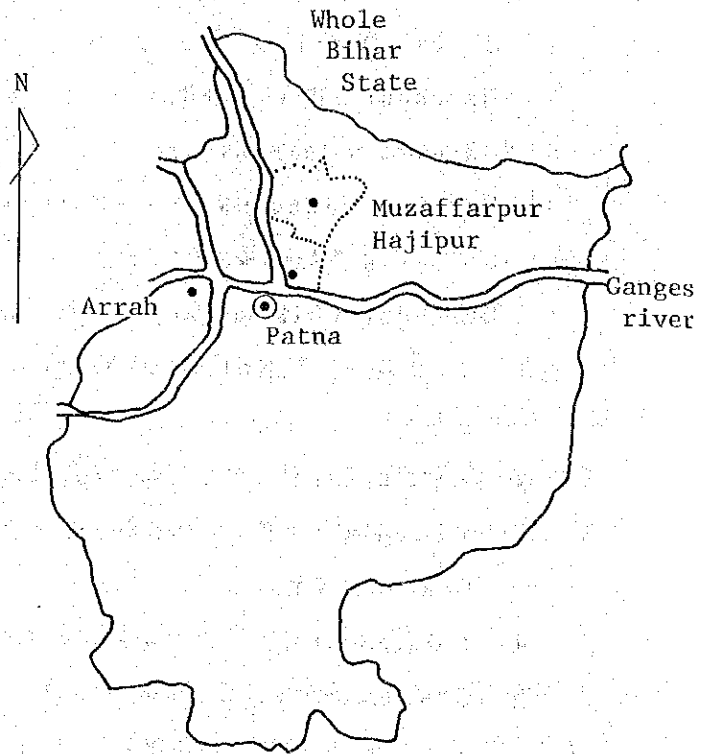 Whole
Bihar
State
N
Muzaffarpur
Hajipur
Arrah
Patna
Ganges
river